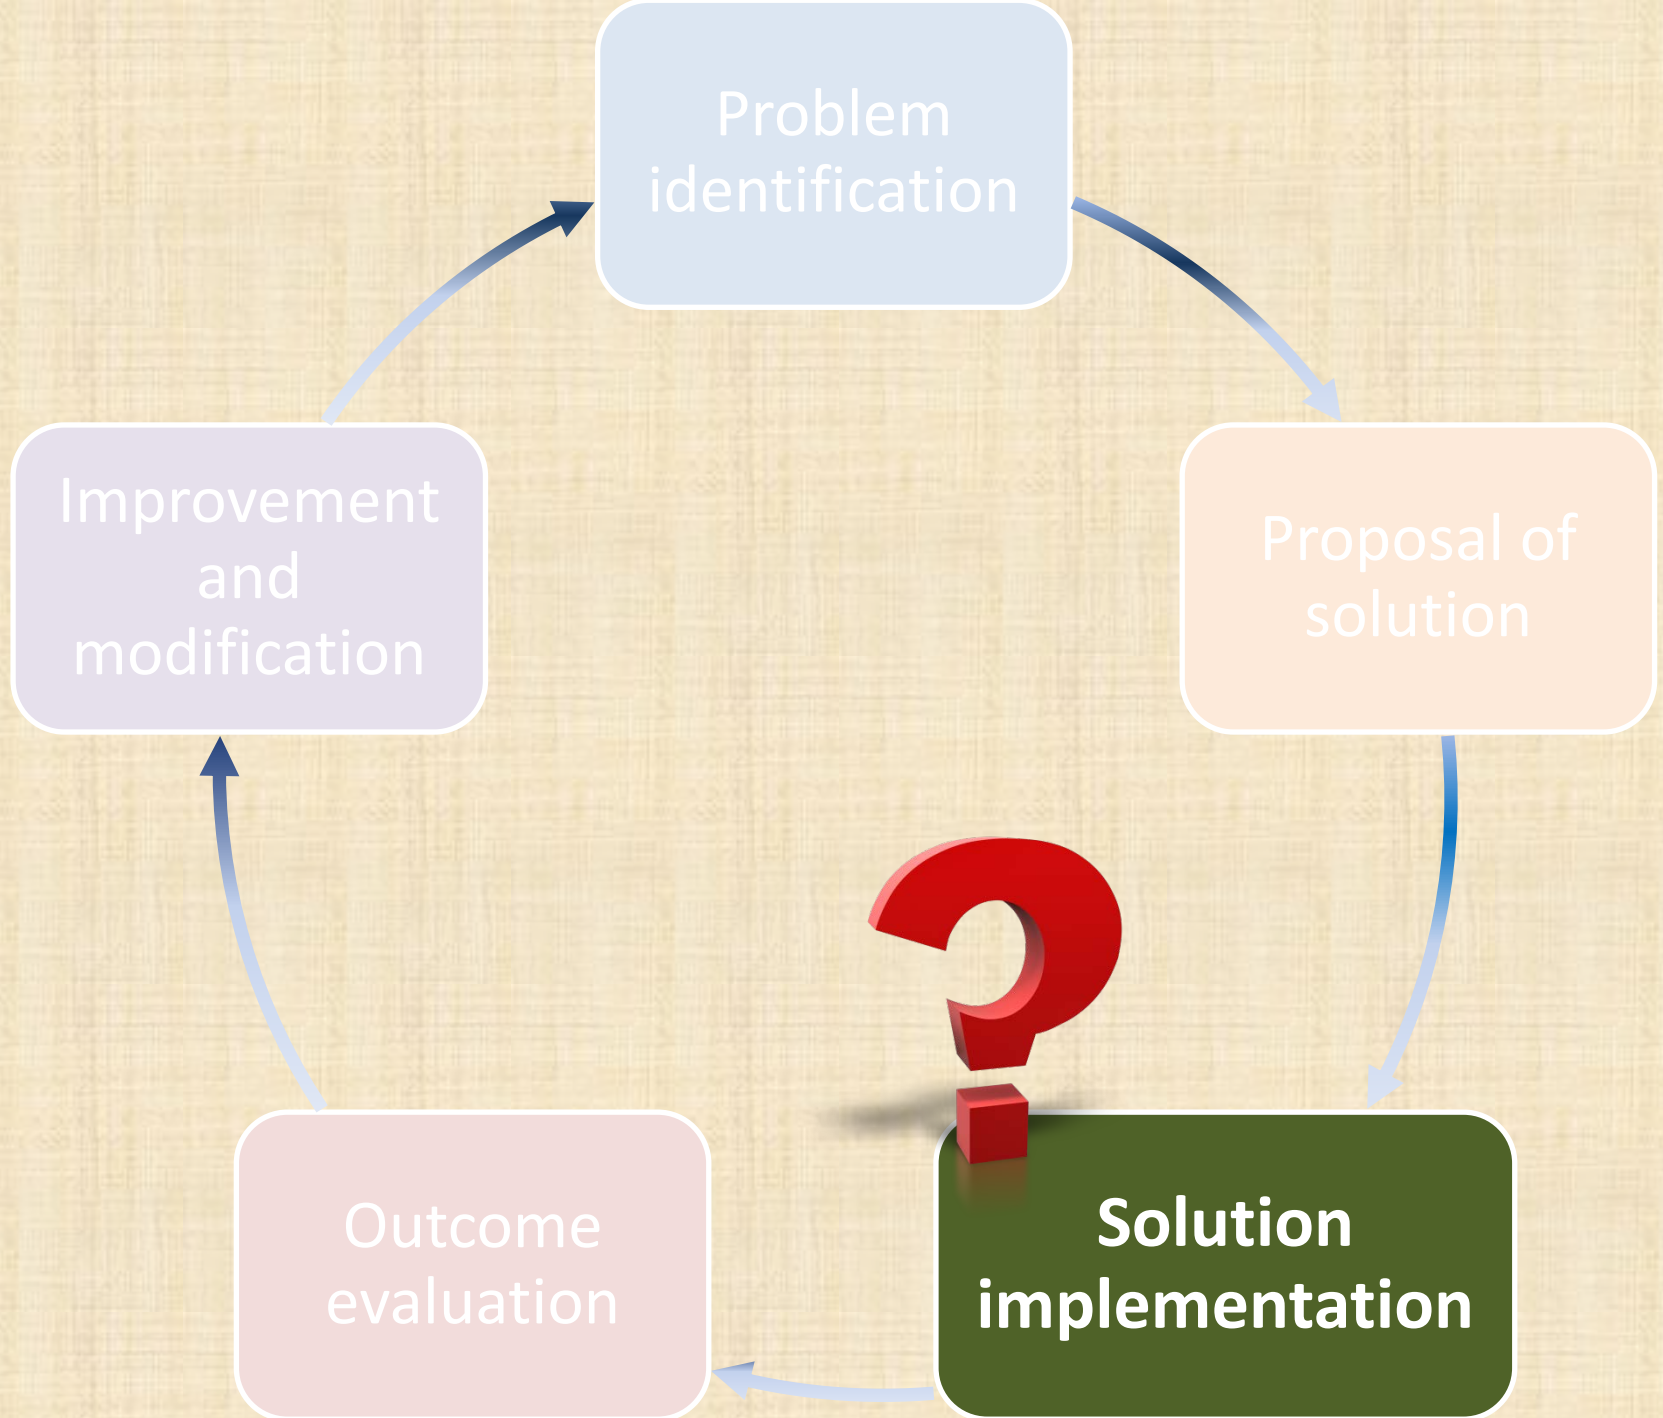 Problem
identification
Proposal of
solution
Solution
implementation
Outcome
evaluation
Improvement
and
modification
?